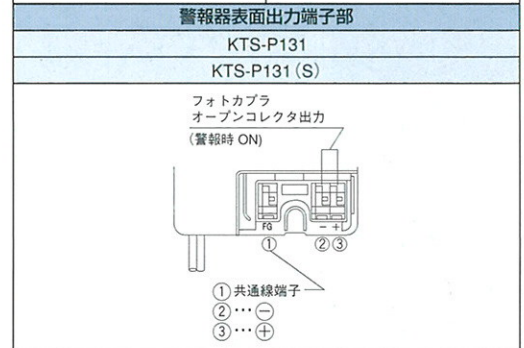 警報器表面出力端子部
KTS-P131
KTS-P131(S)
フォトカプラ
オープンコレクタ出力
(警報時 ON)
FG
－ ＋
① ②③
①共通線端子
②…⊖
③…⊕